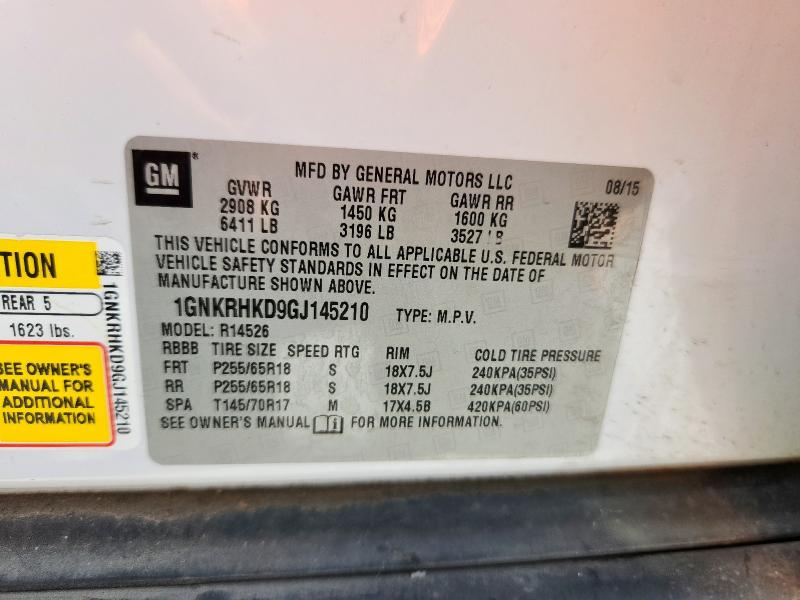 GM®
MFD BY GENERAL MOTORS LLC
08/15
GVWR GAWR FRT GAWR RR
2908 KG 1450 KG 1600 KG
6411 LB 3196 LB 3527 LB
THIS VEHICLE CONFORMS TO ALL APPLICABLE U.S. FEDERAL MOTOR
VEHICLE SAFETY STANDARDS IN EFFECT ON THE DATE OF
MANUFACTURE SHOWN ABOVE.
1GNKRHKD9GJ145210 TYPE: M.P.V.
MODEL: R14526
RBBB TIRE SIZE SPEED RTG RIM COLD TIRE PRESSURE
FRT P255/65R18 S 18X7.5J 240KPA(35PSI)
RR P255/65R18 S 18X7.5J 240KPA(35PSI)
SPA T145/70R17 M 17X4.5B 420KPA(60PSI)
SEE OWNER'S MANUAL FOR MORE INFORMATION.
TION
REAR 5
1623 lbs.
SEE OWNER'S
MANUAL FOR
ADDITIONAL
INFORMATION
1GNKRHKD9GJ145210